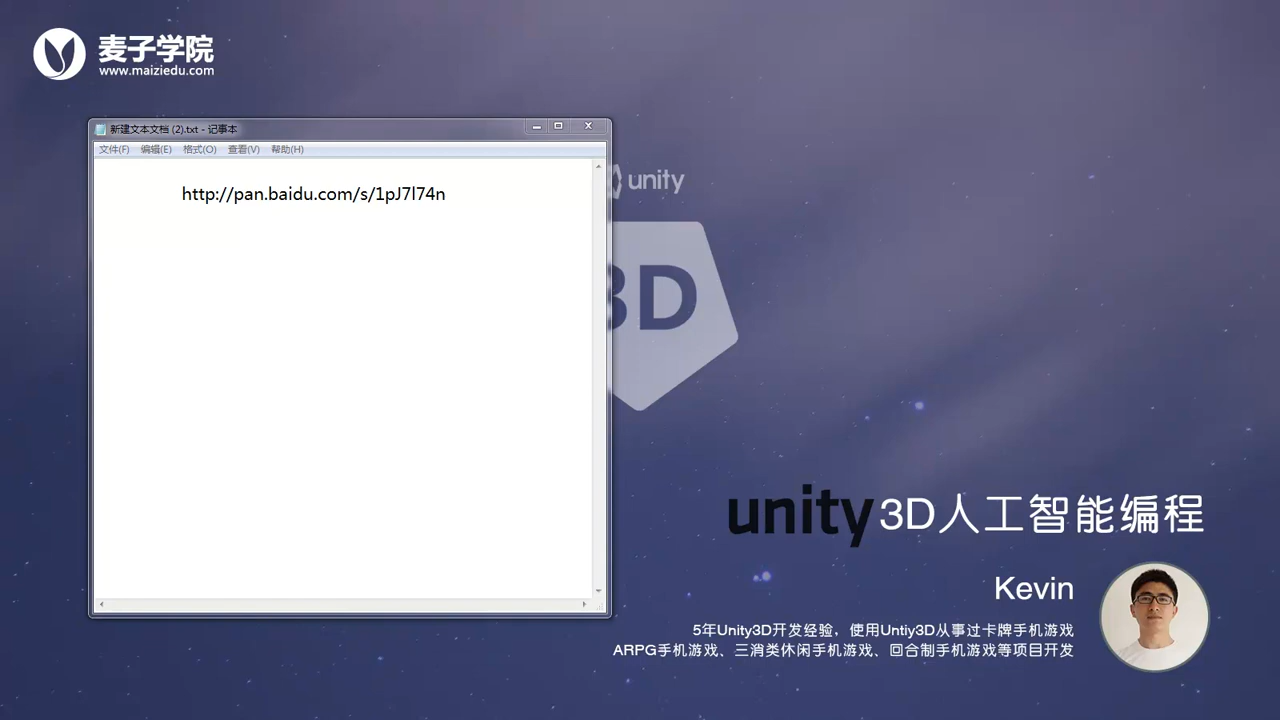 麦子学院
www.maiziedu.com
新建文本文档 (2).txt - 记事本
文件(F) 编辑(E) 格式(O) 查看(V) 帮助(H)
http://pan.baidu.com/s/1pJ7l74n
unity
3D
unity3D人工智能编程
Kevin
5年Unity3D开发经验，使用Untiy3D从事过卡牌手机游戏
ARPG手机游戏、三消类休闲手机游戏、回合制手机游戏等项目开发